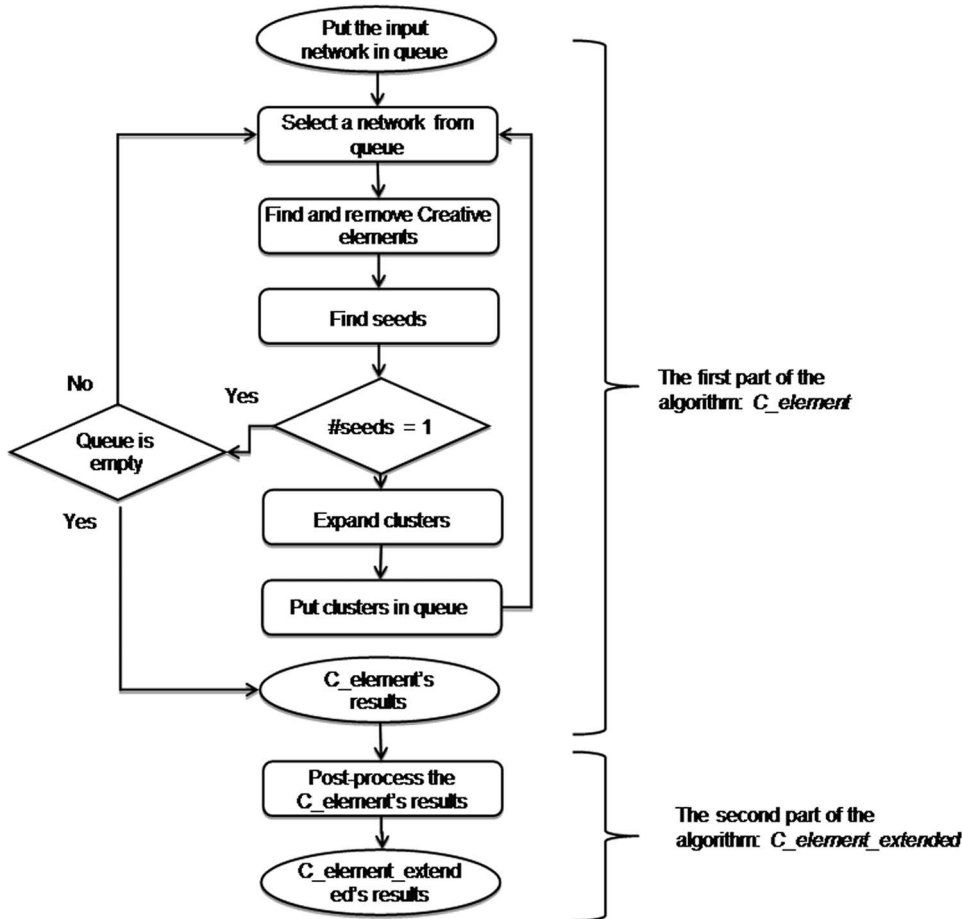 Put the input
network in queue
Select a network from
queue
Find and remove Creative
elements
Find seeds
No
Yes
#seeds = 1
Queue is
empty
Yes
Expand clusters
Put clusters in queue
C_element's
results
Post-process the
C_element's results
C_element_extend
ed's results
The first part of the
algorithm: C_element
The second part of the
algorithm: C_element_extended